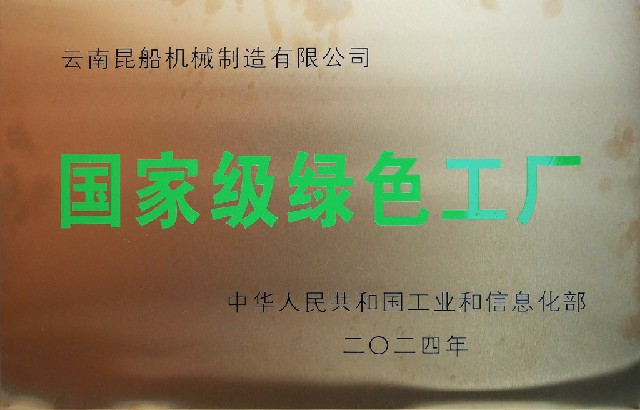 云南昆船机械制造有限公司
国家级绿色工厂
中华人民共和国工业和信息化部
二〇二四年